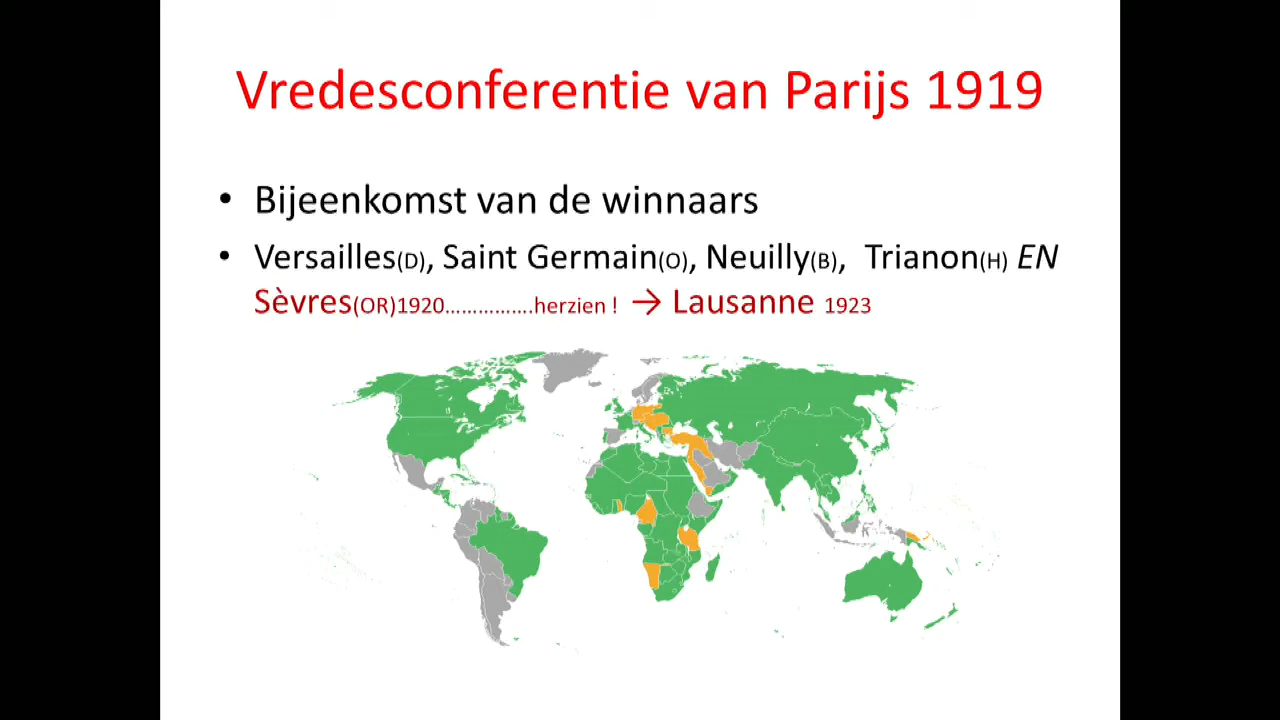 Vredesconferentie van Parijs 1919
• Bijeenkomst van de winnaars
• Versailles(D), Saint Germain(O), Neuilly(B), Trianon(H) EN
Sèvres(OR)1920................herzien ! → Lausanne 1923